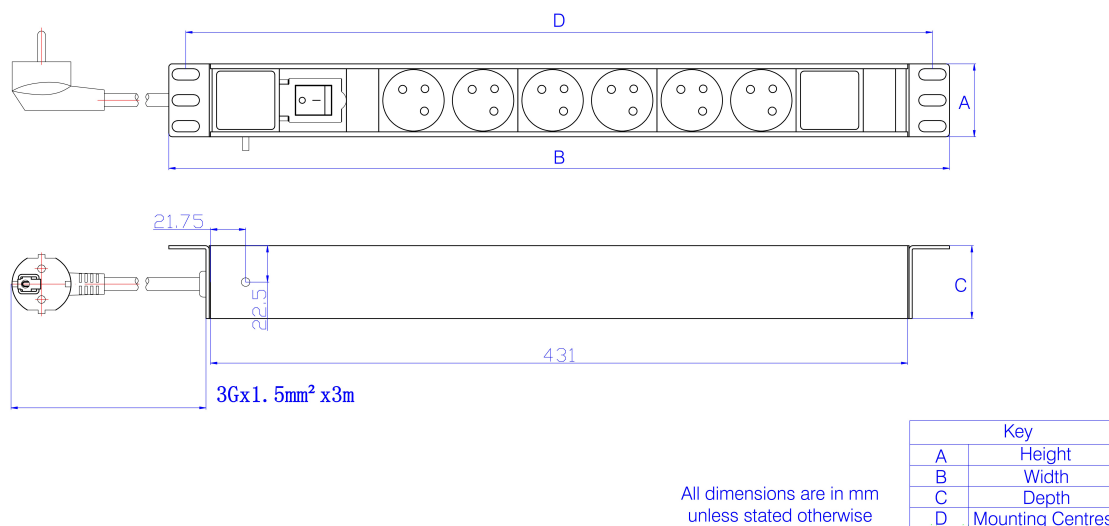 D
A
B
21.75
22.5
C
431
3Gx1.5mm² x3m
Key
A Height
B Width
C Depth
D Mounting Centres
All dimensions are in mm
unless stated otherwise